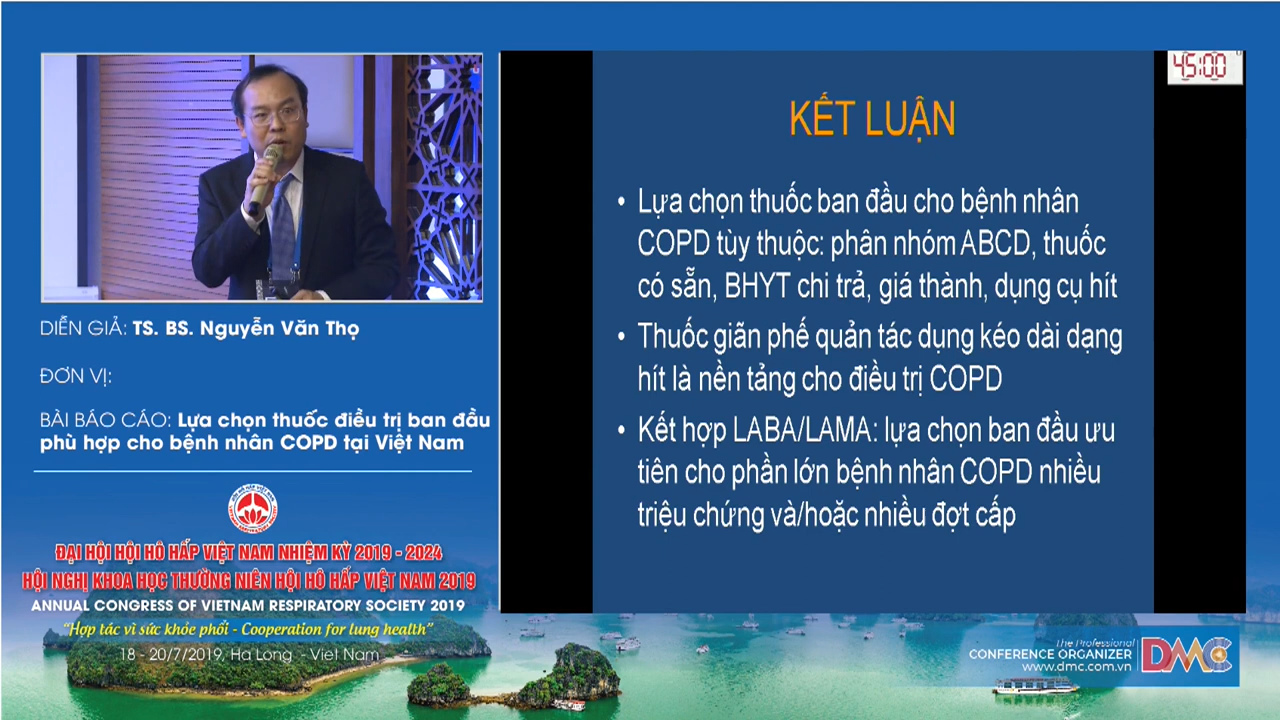 45:00
KẾT LUẬN
• Lựa chọn thuốc ban đầu cho bệnh nhân
COPD tùy thuộc: phân nhóm ABCD, thuốc
có sẵn, BHYT chi trả, giá thành, dụng cụ hít
• Thuốc giãn phế quản tác dụng kéo dài dạng
hít là nền tảng cho điều trị COPD
• Kết hợp LABA/LAMA: lựa chọn ban đầu ưu
tiên cho phần lớn bệnh nhân COPD nhiều
triệu chứng và/hoặc nhiều đợt cấp
DIỄN GIẢ: TS. BS. Nguyễn Văn Thọ
ĐƠN VỊ:
BÀI BÁO CÁO: Lựa chọn thuốc điều trị ban đầu
phù hợp cho bệnh nhân COPD tại Việt Nam
ĐẠI HỘI HỘI HÔ HẤP VIỆT NAM NHIỆM KỲ 2019 - 2024
HỘI NGHỊ KHOA HỌC THƯỜNG NIÊN HỘI HÔ HẤP VIỆT NAM 2019
ANNUAL CONGRESS OF VIETNAM RESPIRATORY SOCIETY 2019
“Hợp tác vì sức khỏe phổi - Cooperation for lung health”
18 - 20/7/2019, Ha Long - Viet Nam
The Professional
CONFERENCE ORGANIZER
www.dmc.com.vn
DMC